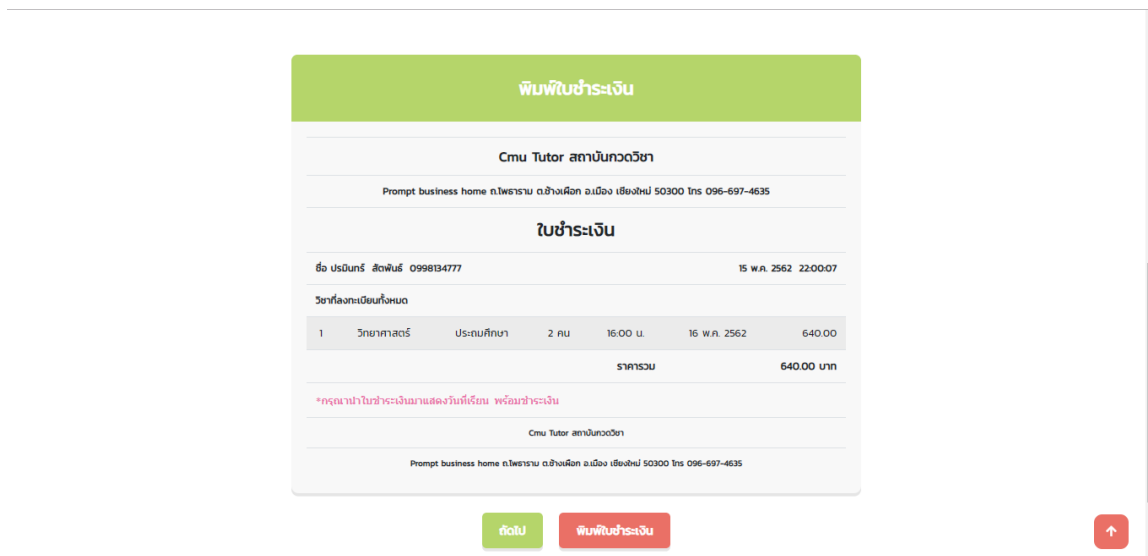 พิมพ์ใบชำระเงิน
Cmu Tutor สถาบันกวดวิชา
Prompt business home ถ.โพธาราม ต.ช้างเผือก อ.เมือง เชียงใหม่ 50300 โทร 096-697-4635
ใบชำระเงิน
ชื่อ ปรมินทร์ สัตพันธ์ 0998134777 15 พ.ค. 2562 22:00:07
วิชาที่ลงทะเบียนทั้งหมด
1 วิทยาศาสตร์ ประถมศึกษา 2 คน 16:00 น. 16 พ.ค. 2562 640.00
ราคารวม 640.00 บาท
*กรุณานำใบชำระเงินมาแสดงวันที่เรียน พร้อมชำระเงิน
Cmu Tutor สถาบันกวดวิชา
Prompt business home ถ.โพธาราม ต.ช้างเผือก อ.เมือง เชียงใหม่ 50300 โทร 096-697-4635
ถัดไป พิมพ์ใบชำระเงิน